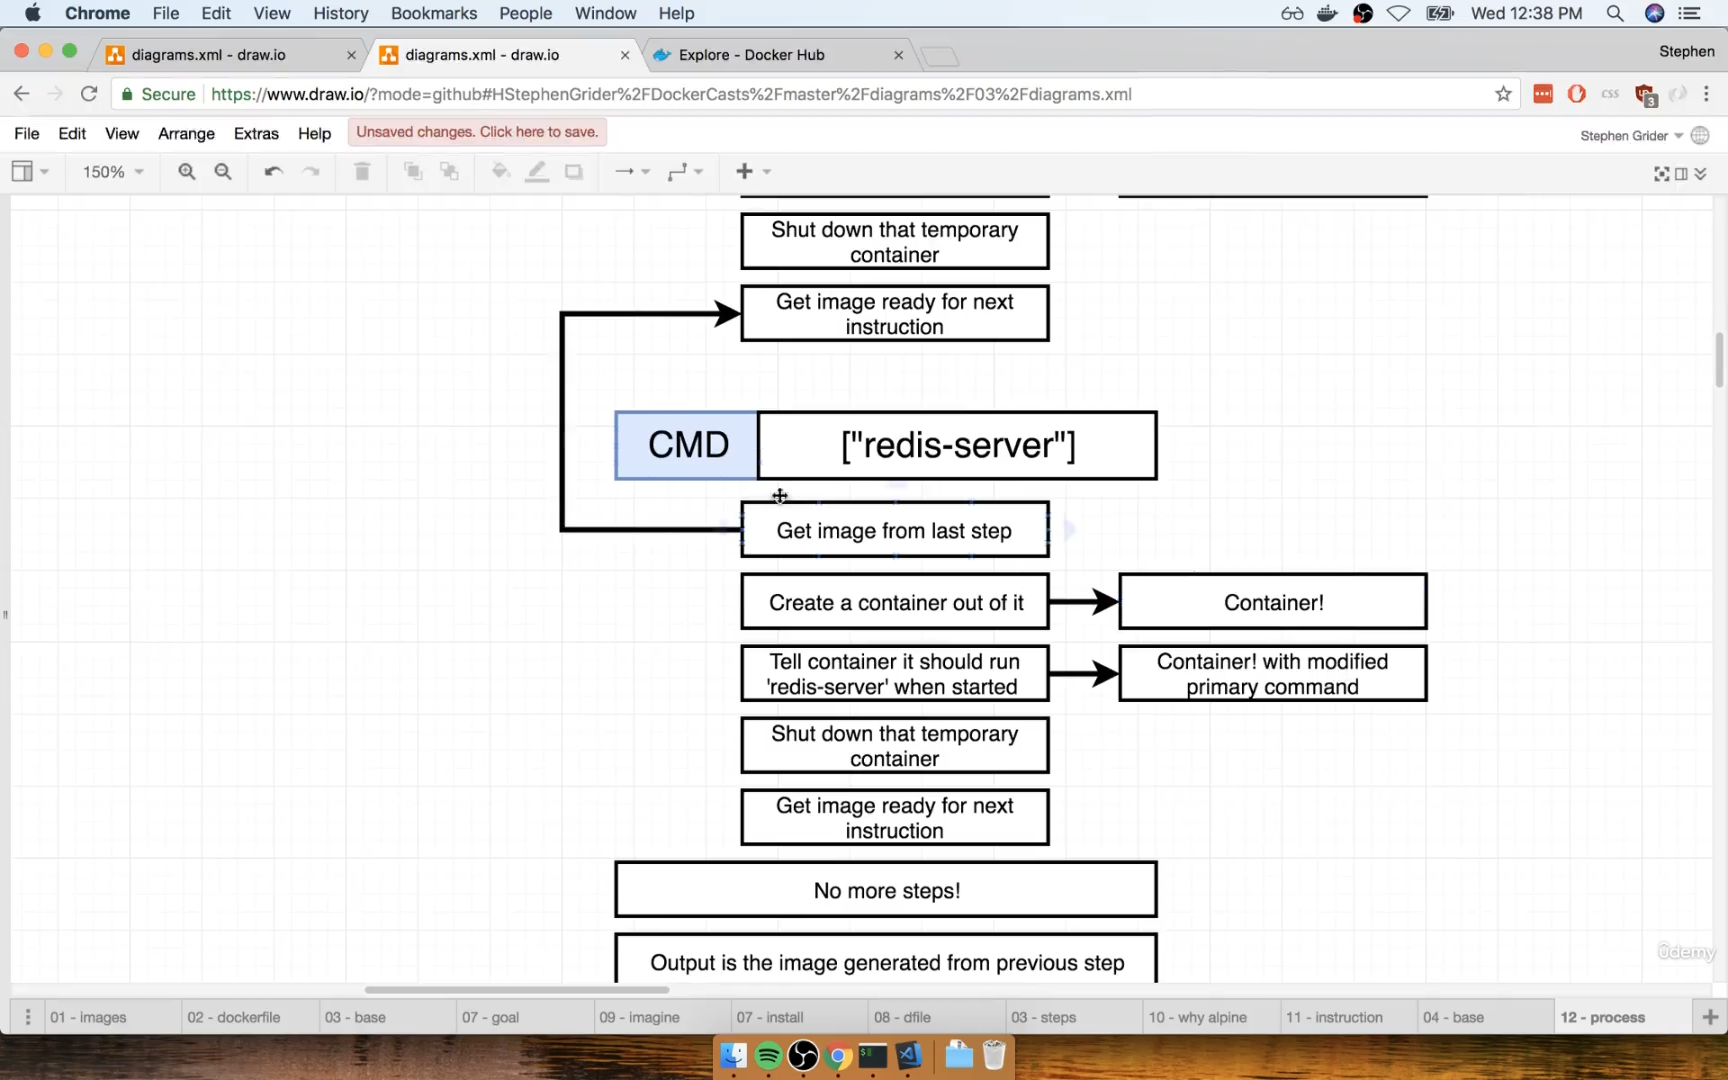 Chrome File Edit View History Bookmarks People Window Help Wed 12:38 PM
diagrams.xml - draw.io diagrams.xml - draw.io Explore - Docker Hub Stephen
Secure https://www.draw.io/?mode=github#HStephenGrider%2FDockerCasts%2Fmaster%2Fdiagrams%2F03%2Fdiagrams.xml
3
File Edit View Arrange Extras Help Unsaved changes. Click here to save. Stephen Grider
150%
Shut down that temporary
container
Get image ready for next
instruction
CMD ["redis-server"]
Get image from last step
Create a container out of it Container!
Tell container it should run
'redis-server' when started
Container! with modified
primary command
Shut down that temporary
container
Get image ready for next
instruction
No more steps!
Output is the image generated from previous step
ûdemy
01 - images 02 - dockerfile 03 - base 07 - goal 09 - imagine 07 - install 08 - dfile 03 - steps 10 - why alpine 11 - instruction 04 - base 12 - process